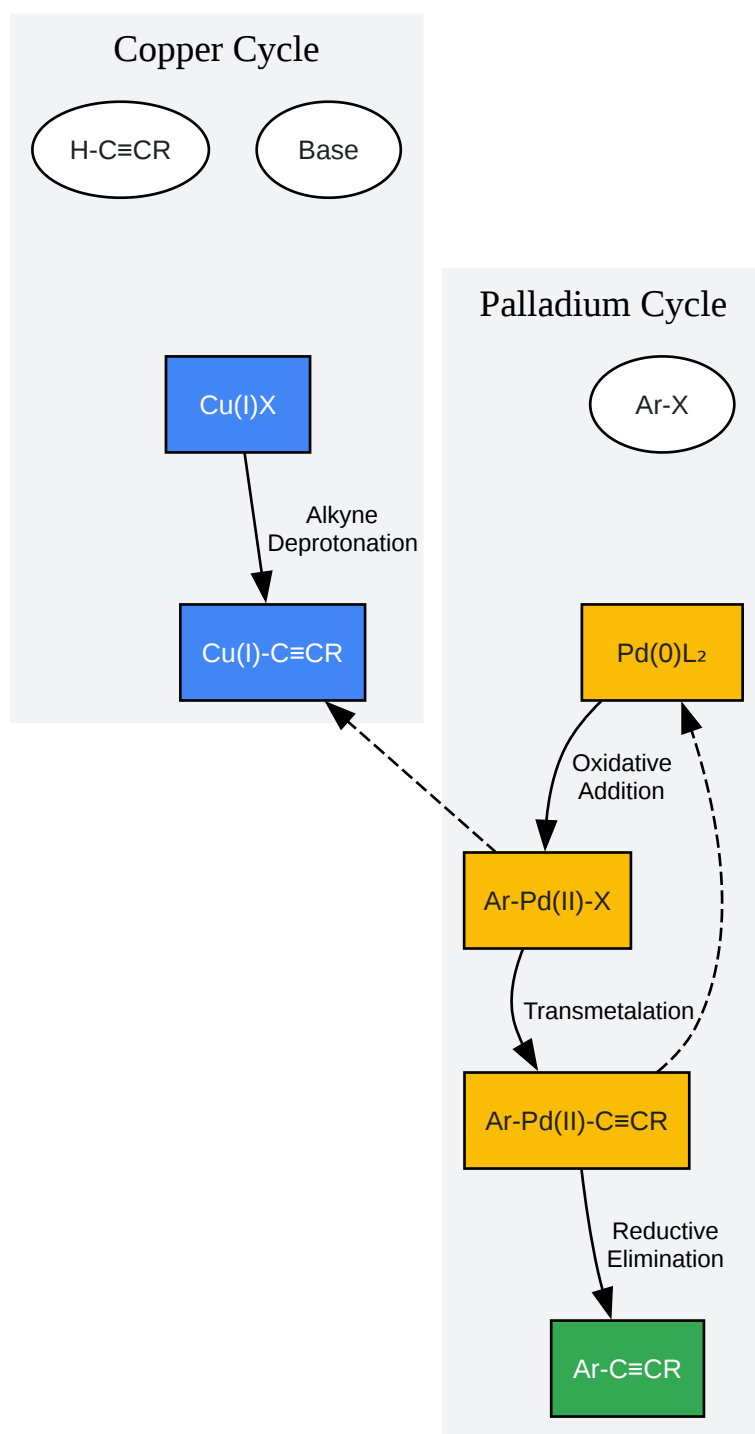 Copper Cycle
H-C≡CR
Base
Cu(I)X
Alkyne
Deprotonation
Cu(I)-C≡CR
Palladium Cycle
Ar-X
Pd(0)L₂
Oxidative
Addition
Ar-Pd(II)-X
Transmetalation
Ar-Pd(II)-C≡CR
Reductive
Elimination
Ar-C≡CR